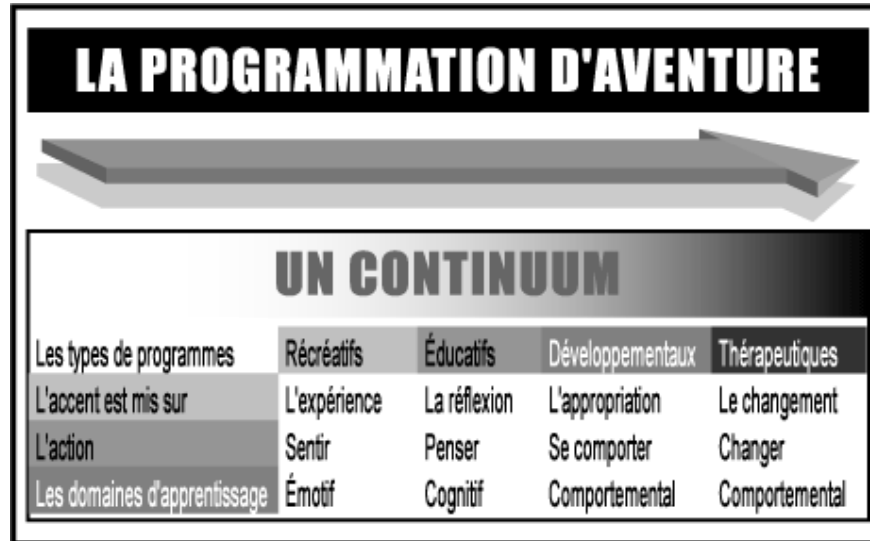 LA PROGRAMMATION D'AVENTURE
UN CONTINUUM
Les types de programmes Récréatifs Éducatifs Développementaux Thérapeutiques
L'accent est mis sur L'expérience La réflexion L'appropriation Le changement
L'action Sentir Penser Se comporter Changer
Les domaines d'apprentissage Émotif Cognitif Comportemental Comportemental